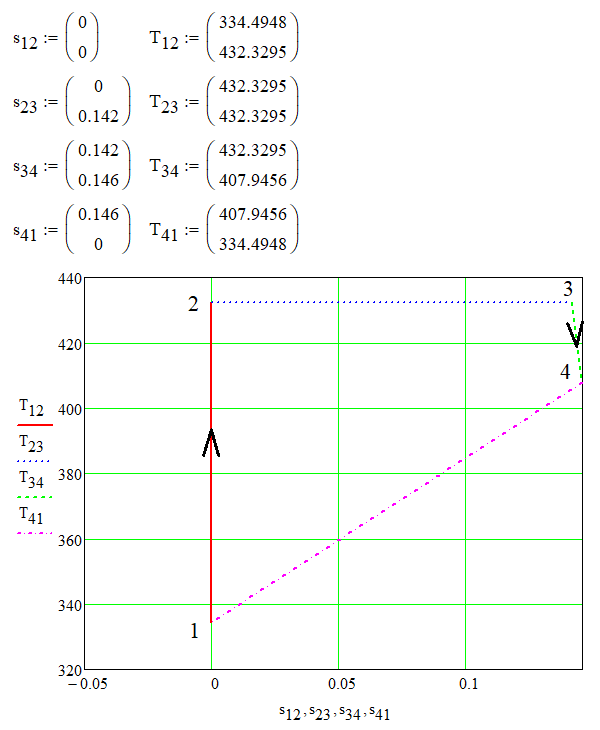 s12 := (0 0) T12 := (334.4948 432.3295)
s23 := (0 0.142) T23 := (432.3295 432.3295)
s34 := (0.142 0.146) T34 := (432.3295 407.9456)
s41 := (0.146 0) T41 := (407.9456 334.4948)
440
2
3
420
4
T12
400
T23
T34
380
T41
360
340
1
320
−0.05 0 0.05 0.1
s12 , s23 , s34 , s41